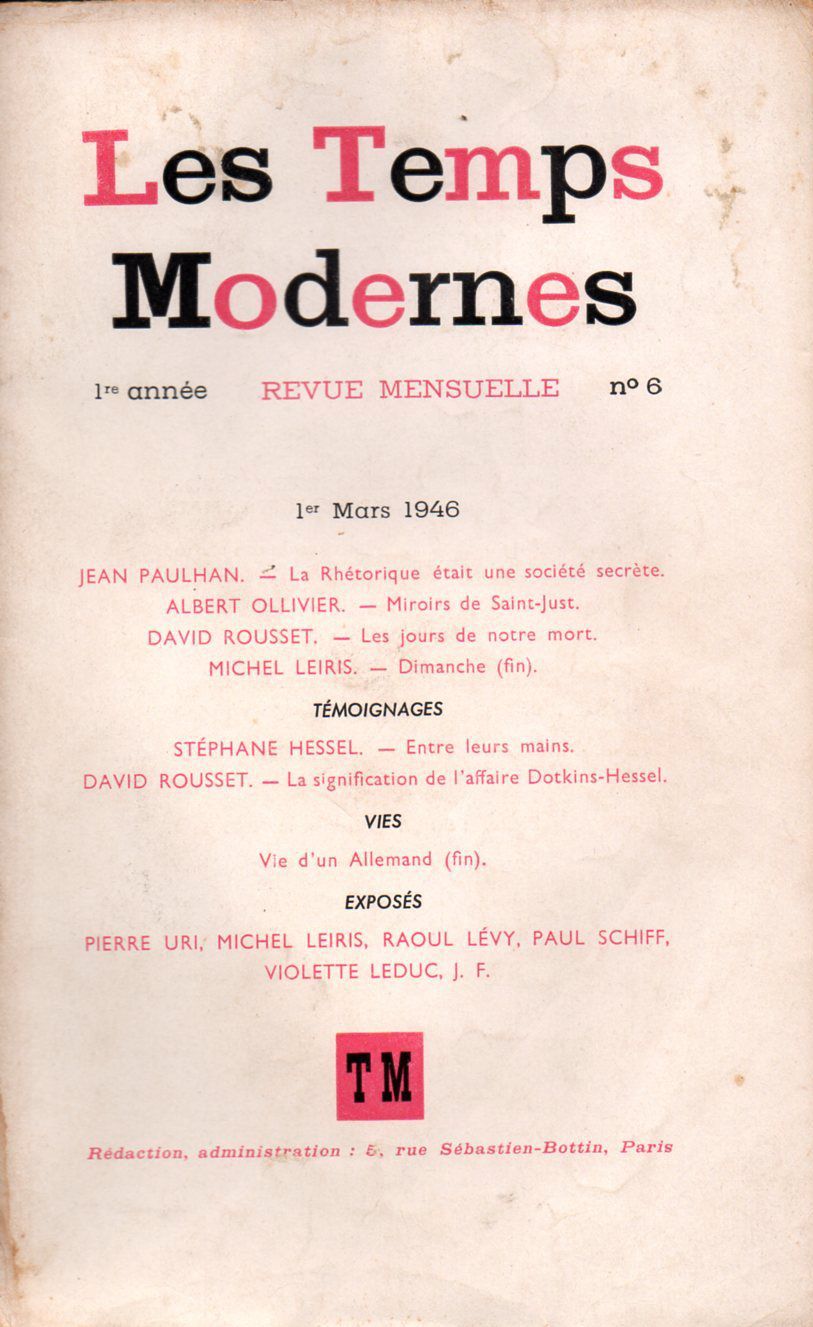 Les Temps
Modernes
1re année REVUE MENSUELLE nº 6
1er Mars 1946
JEAN PAULHAN. — La Rhétorique était une société secrète.
ALBERT OLLIVIER. — Miroirs de Saint-Just.
DAVID ROUSSET. — Les jours de notre mort.
MICHEL LEIRIS. — Dimanche (fin).
TÉMOIGNAGES
STÉPHANE HESSEL. — Entre leurs mains.
DAVID ROUSSET. — La signification de l'affaire Dotkins-Hessel.
VIES
Vie d'un Allemand (fin).
EXPOSÉS
PIERRE URI, MICHEL LEIRIS, RAOUL LÉVY, PAUL SCHIFF,
VIOLETTE LEDUC, J. F.
TM
Rédaction, administration : 5, rue Sébastien-Bottin, Paris